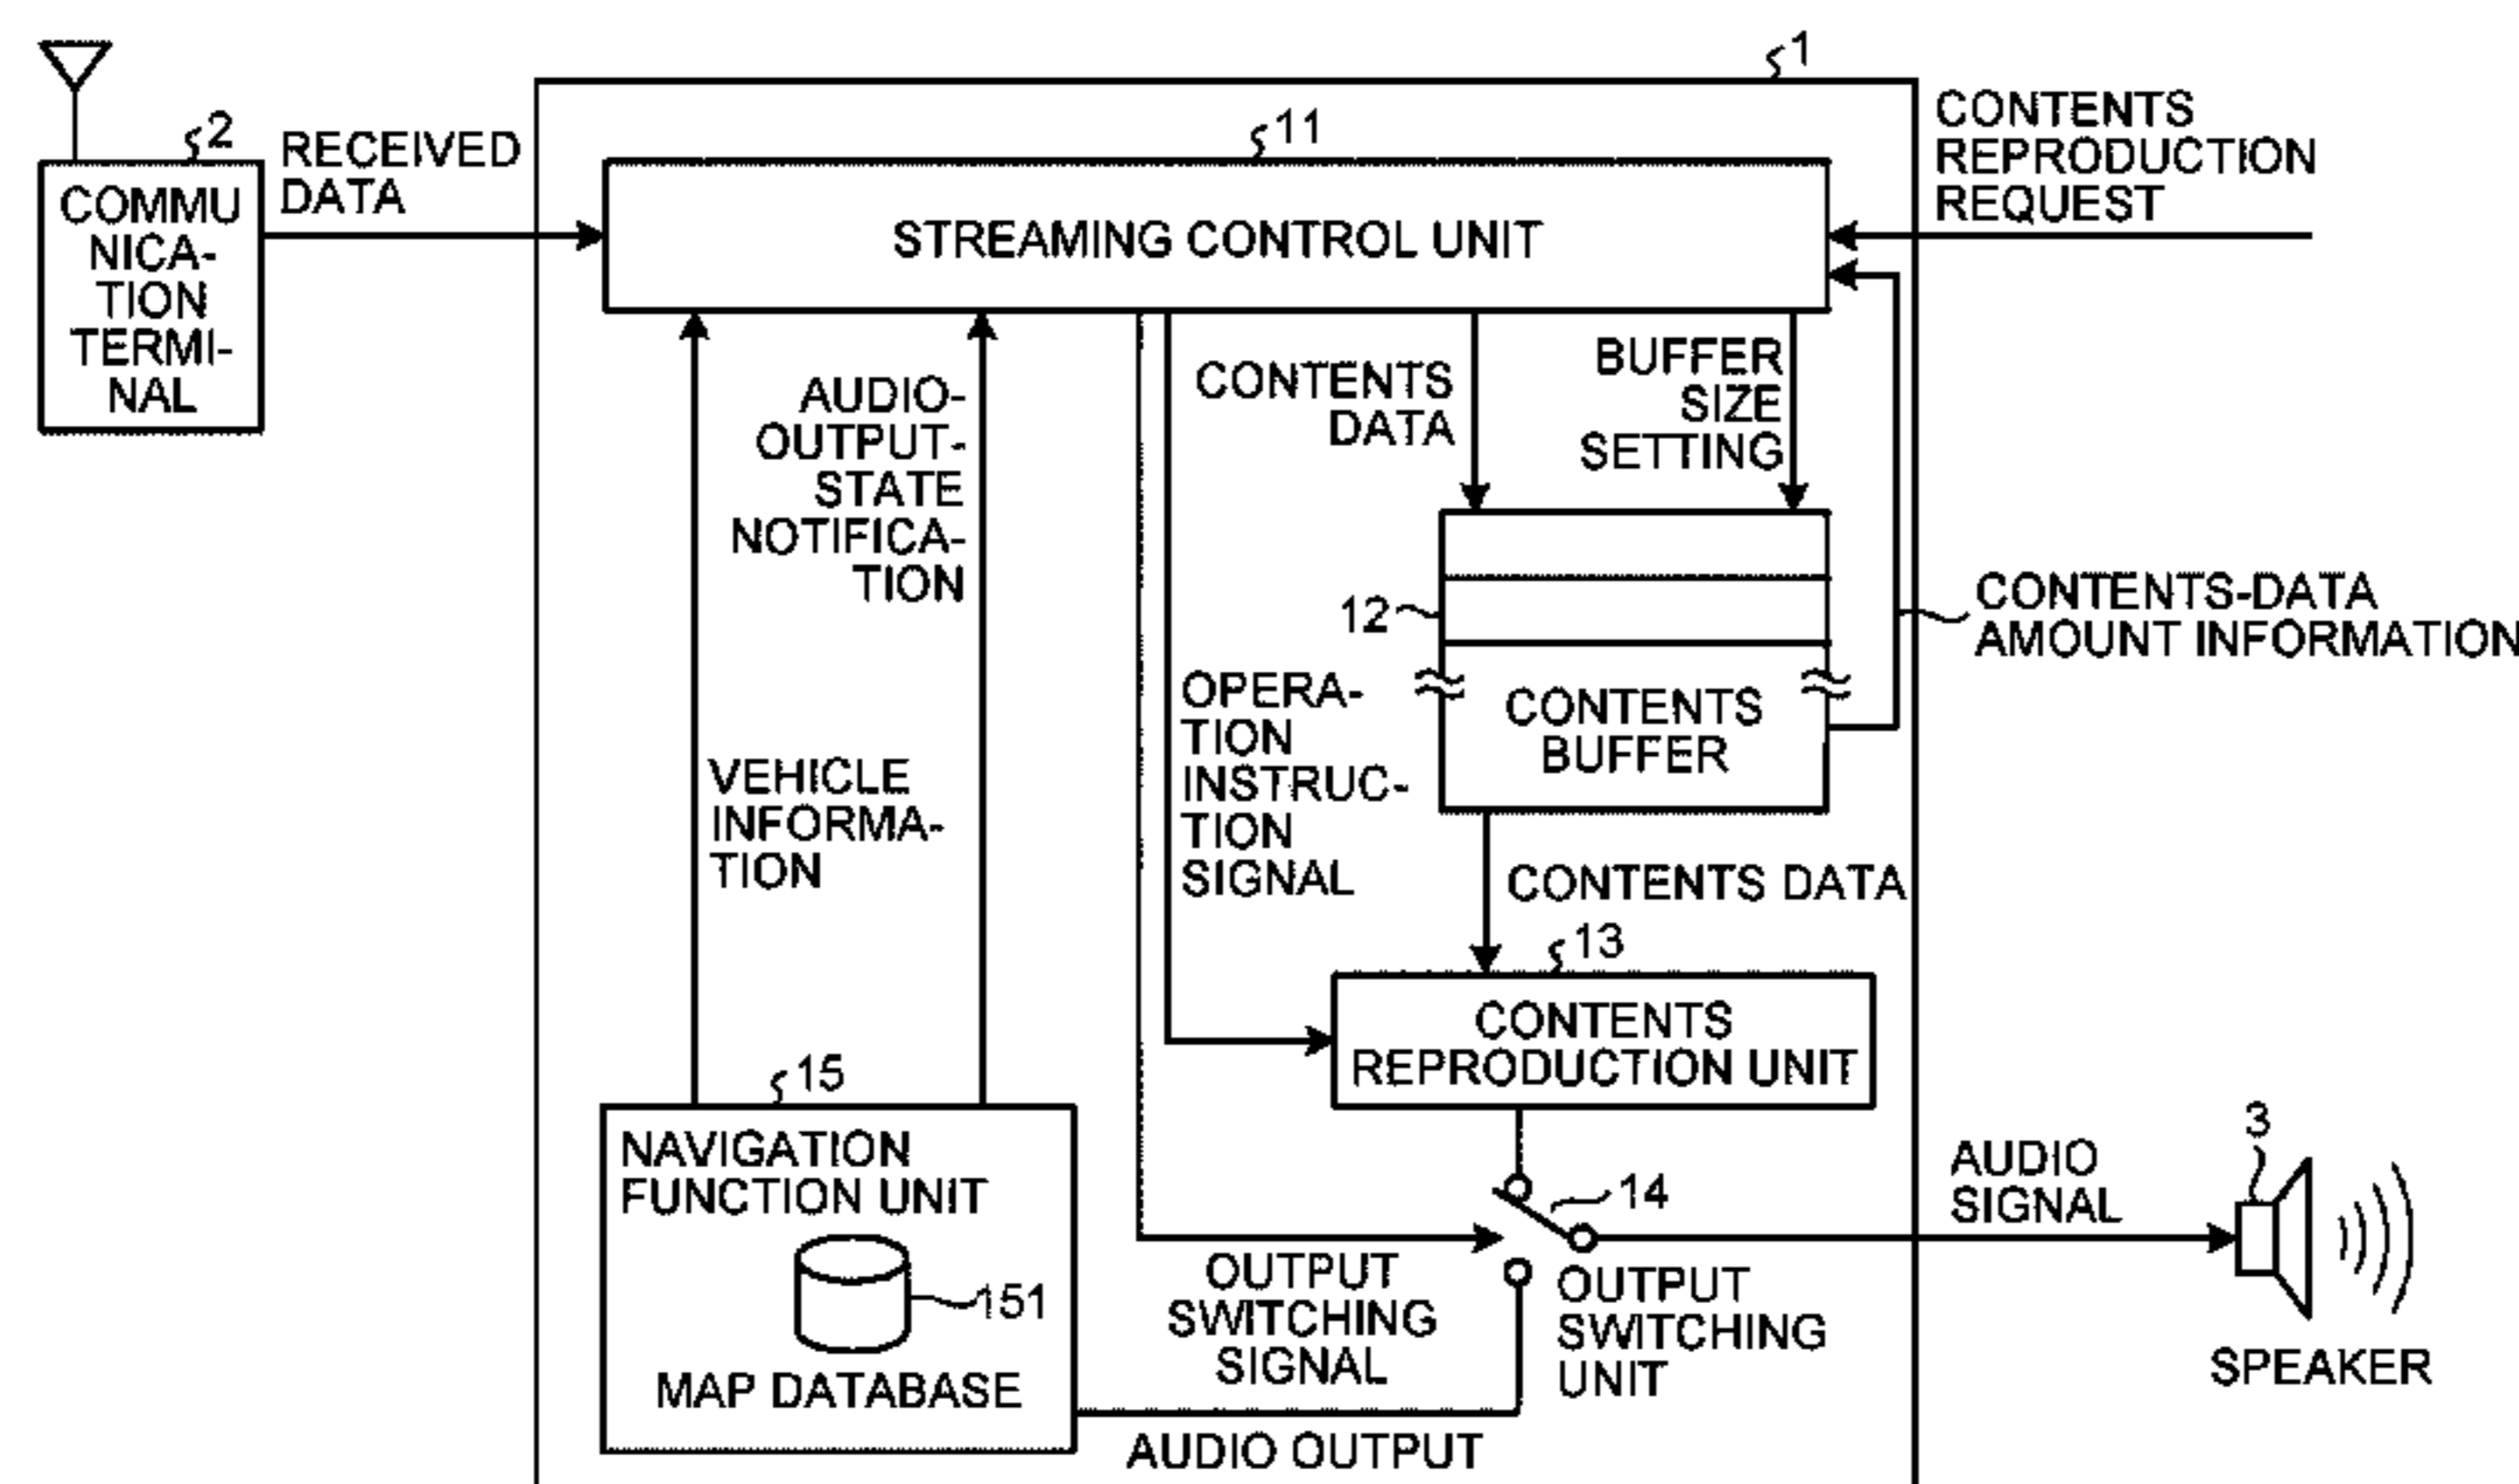 1
2
RECEIVED
DATA
COMMU
NICA-
TION
TERMI-
NAL
11
STREAMING CONTROL UNIT
CONTENTS
REPRODUCTION
REQUEST
AUDIO-
OUTPUT-
STATE
NOTIFICA-
TION
CONTENTS
DATA
BUFFER
SIZE
SETTING
12
CONTENTS
BUFFER
CONTENTS-DATA
AMOUNT INFORMATION
VEHICLE
INFORMA-
TION
OPERA-
TION
INSTRUC-
TION
SIGNAL
CONTENTS DATA
13
CONTENTS
REPRODUCTION UNIT
15
NAVIGATION
FUNCTION UNIT
151
MAP DATABASE
14
OUTPUT
SWITCHING
SIGNAL
OUTPUT
SWITCHING
UNIT
AUDIO OUTPUT
AUDIO
SIGNAL
3
SPEAKER